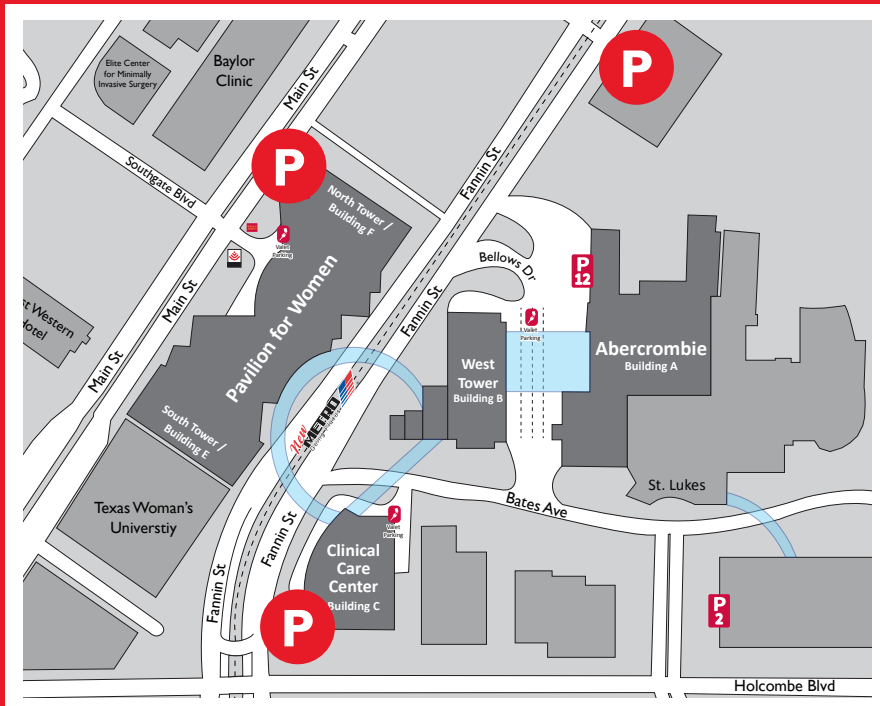 Elite Center
for Minimally
Invasive Surgery
Baylor
Clinic
Main St
P
Fannin St
P
Southgate Blvd
North Tower /
Building F
Valet
Parking
Main St
Pavilion for Women
Bellows Dr
P
12
Fannin St
st Western
Hotel
Main St
Valet
Parking
West
Tower
Building B
Abercrombie
Building A
South Tower /
Building E
New
METRO
St. Lukes
Bates Ave
Texas Woman's
Universtiy
Fannin St
Valet
Parking
Clinical
Care
Center
Building C
Fannin St
P
P
2
Holcombe Blvd